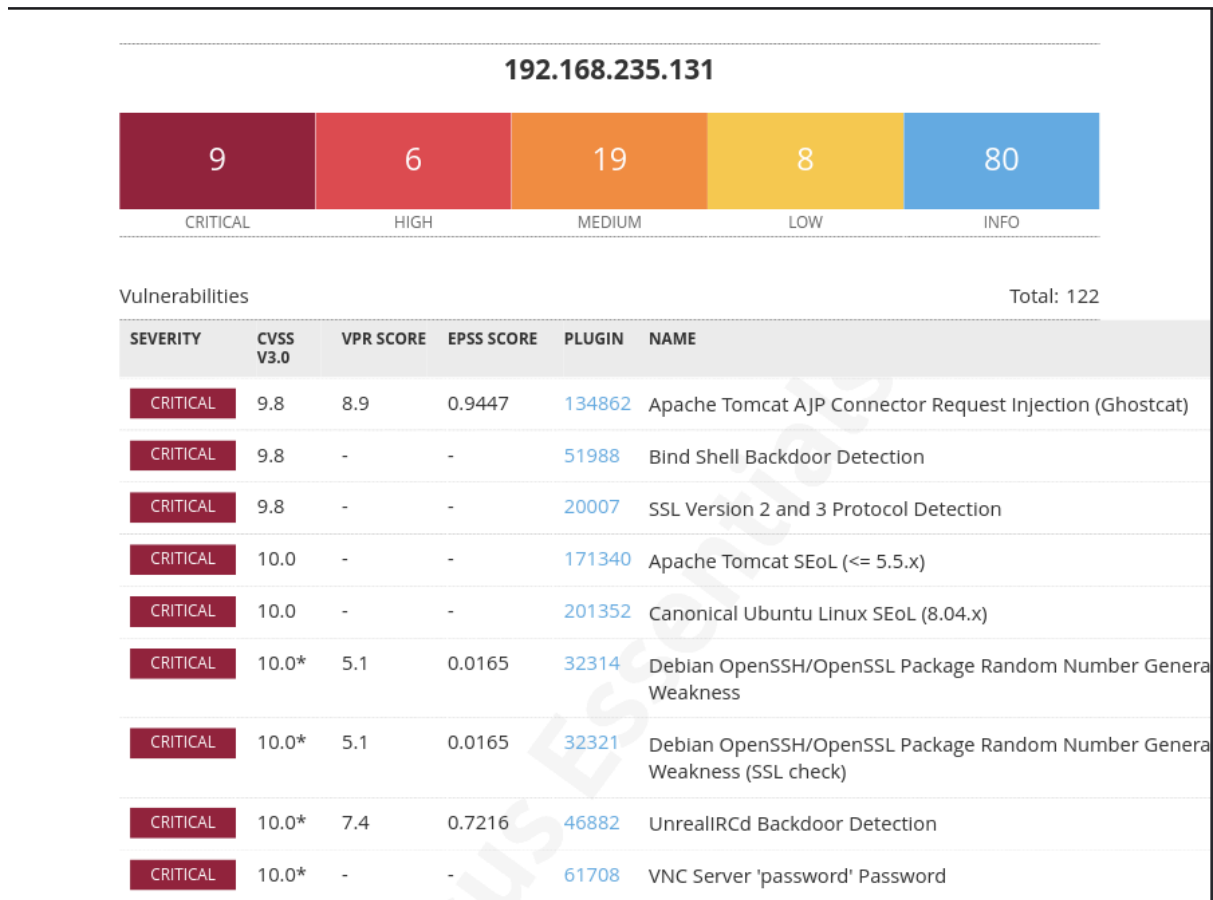 192.168.235.131
9 6 19 8 80
CRITICAL HIGH MEDIUM LOW INFO
Vulnerabilities Total: 122
SEVERITY CVSS V3.0 VPR SCORE EPSS SCORE PLUGIN NAME
CRITICAL 9.8 8.9 0.9447 134862 Apache Tomcat AJP Connector Request Injection (Ghostcat)
CRITICAL 9.8 - - 51988 Bind Shell Backdoor Detection
CRITICAL 9.8 - - 20007 SSL Version 2 and 3 Protocol Detection
CRITICAL 10.0 - - 171340 Apache Tomcat SEoL (<= 5.5.x)
CRITICAL 10.0 - - 201352 Canonical Ubuntu Linux SEoL (8.04.x)
CRITICAL 10.0* 5.1 0.0165 32314 Debian OpenSSH/OpenSSL Package Random Number Genera
Weakness
CRITICAL 10.0* 5.1 0.0165 32321 Debian OpenSSH/OpenSSL Package Random Number Genera
Weakness (SSL check)
CRITICAL 10.0* 7.4 0.7216 46882 UnrealIRCd Backdoor Detection
CRITICAL 10.0* - - 61708 VNC Server 'password' Password
us Essentials